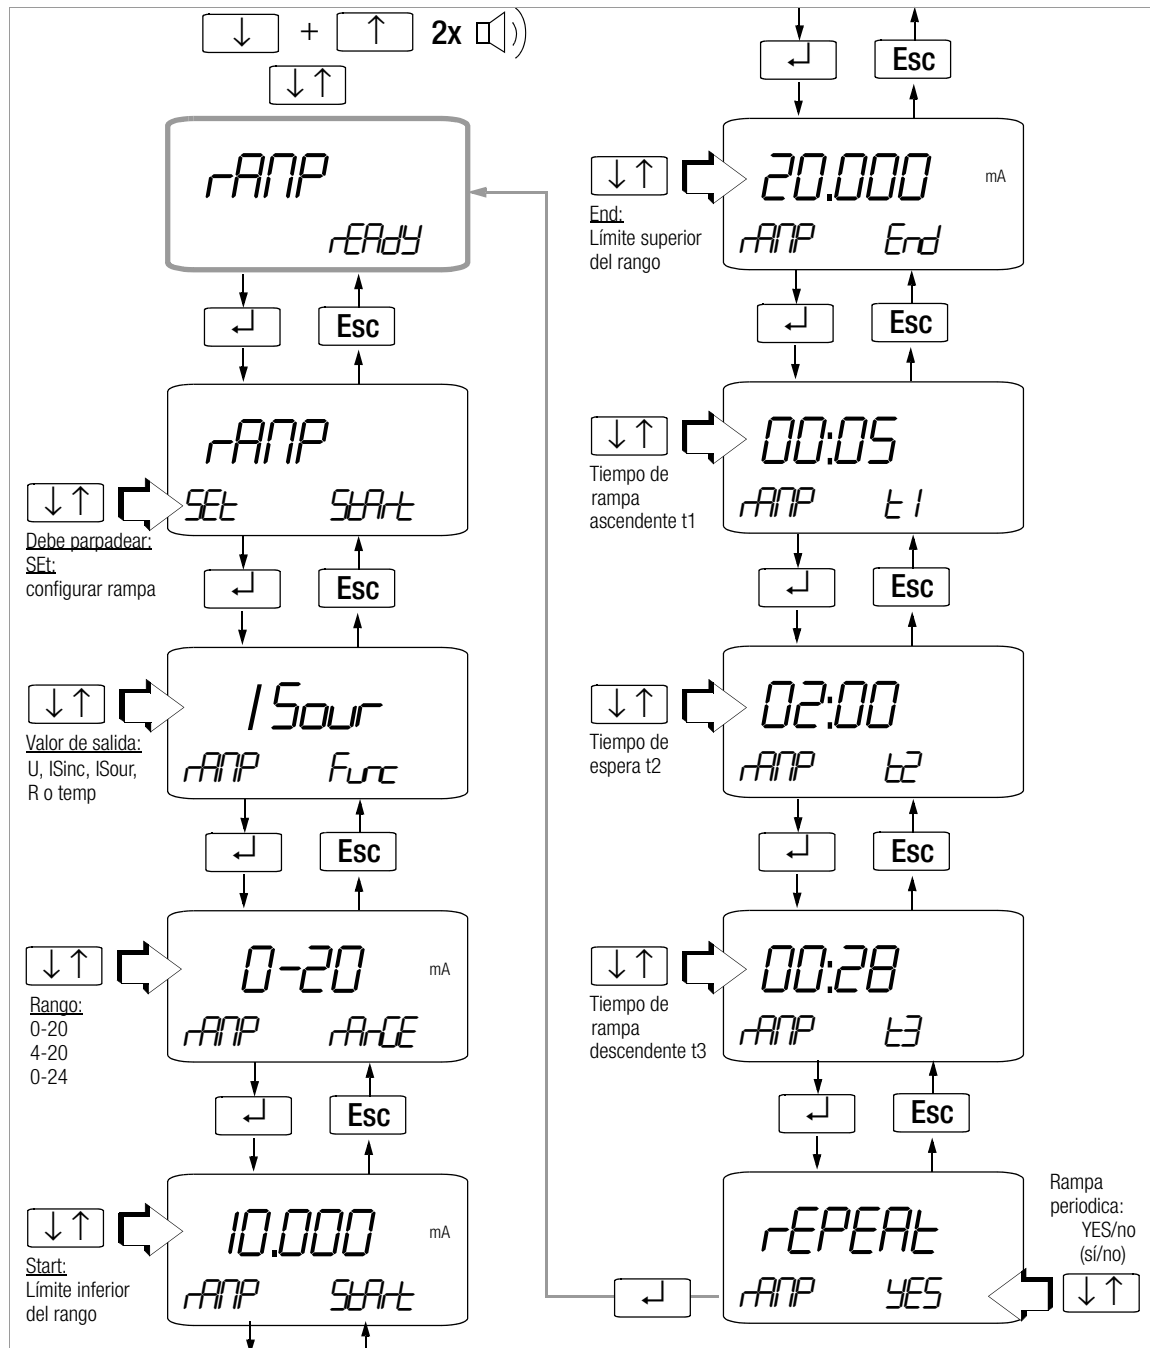 ↓ + ↑ 2x
↓ ↑
rAMP
rEAdY
↵ Esc
rAMP
↓ ↑
SEt StArt
Debe parpadear:
SEt:
configurar rampa
↵ Esc
ISour
↓ ↑
rAMP Func
Valor de salida:
U, ISinc, ISour,
R o temp
↵ Esc
0-20 mA
↓ ↑
rAMP rAnGE
Rango:
0-20
4-20
0-24
↵ Esc
10.000 mA
↓ ↑
rAMP StArt
Start:
Límite inferior
del rango
↵ Esc
20.000 mA
↓ ↑
rAMP End
End:
Límite superior
del rango
↵ Esc
00:05
↓ ↑
rAMP t1
Tiempo de
rampa
ascendente t1
↵ Esc
02:00
↓ ↑
rAMP t2
Tiempo de
espera t2
↵ Esc
00:28
↓ ↑
rAMP t3
Tiempo de
rampa
descendente t3
↵ Esc
rEPEAt
rAMP YES
Rampa
periodica:
YES/no
(sí/no)
↓ ↑
↵